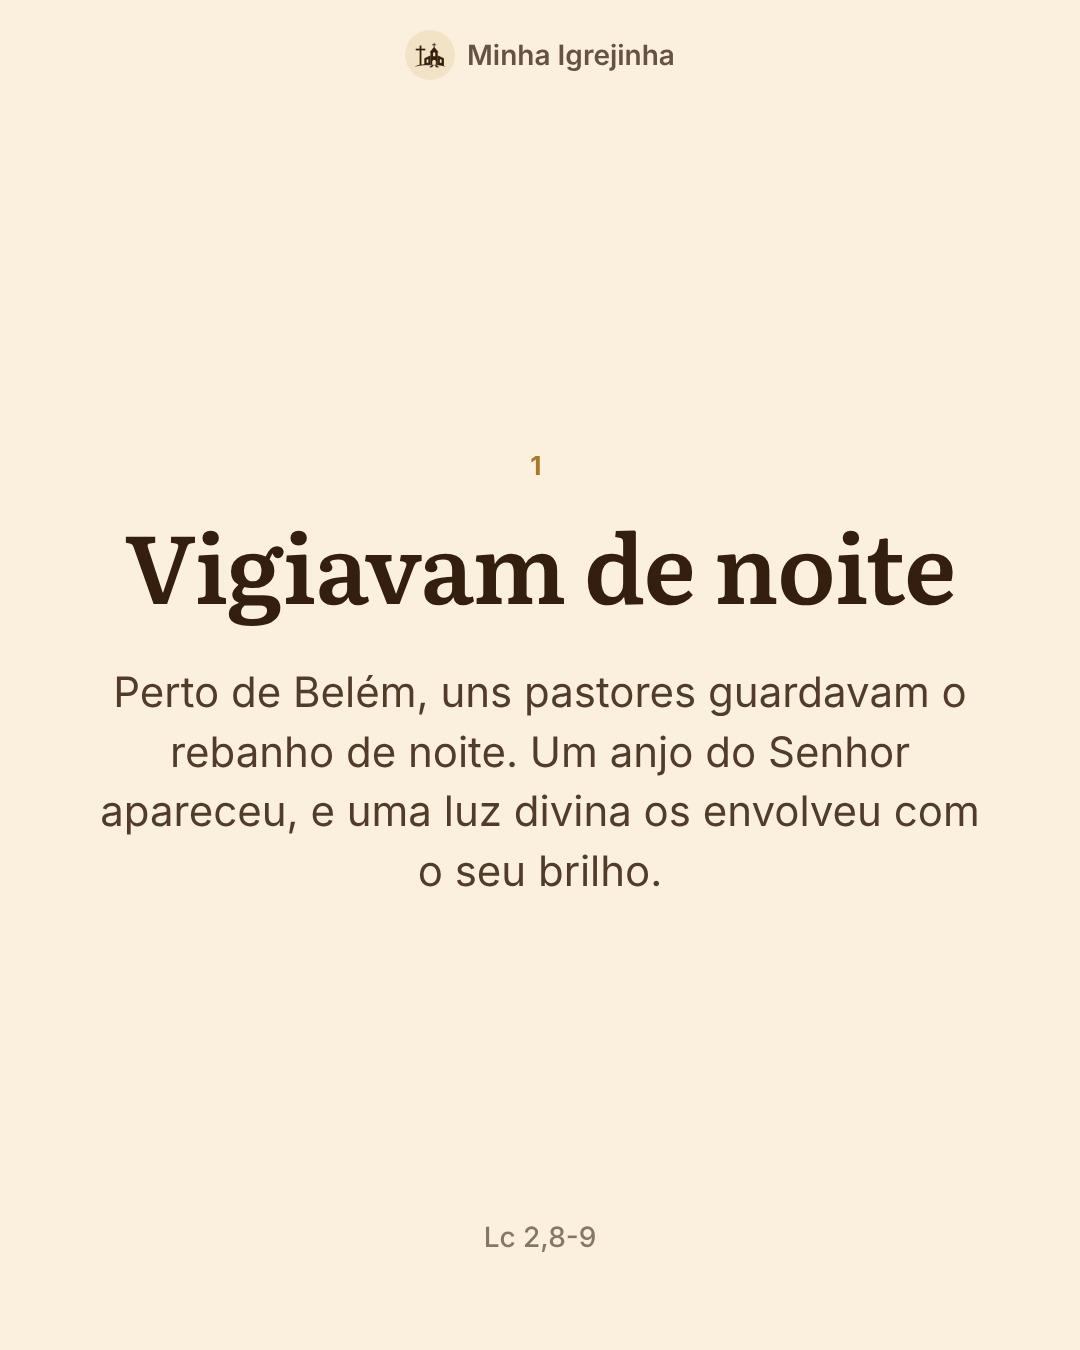 Minha Igrejinha
1
Vigiavam de noite
Perto de Belém, uns pastores guardavam o
rebanho de noite. Um anjo do Senhor
apareceu, e uma luz divina os envolveu com
o seu brilho.
Lc 2,8-9